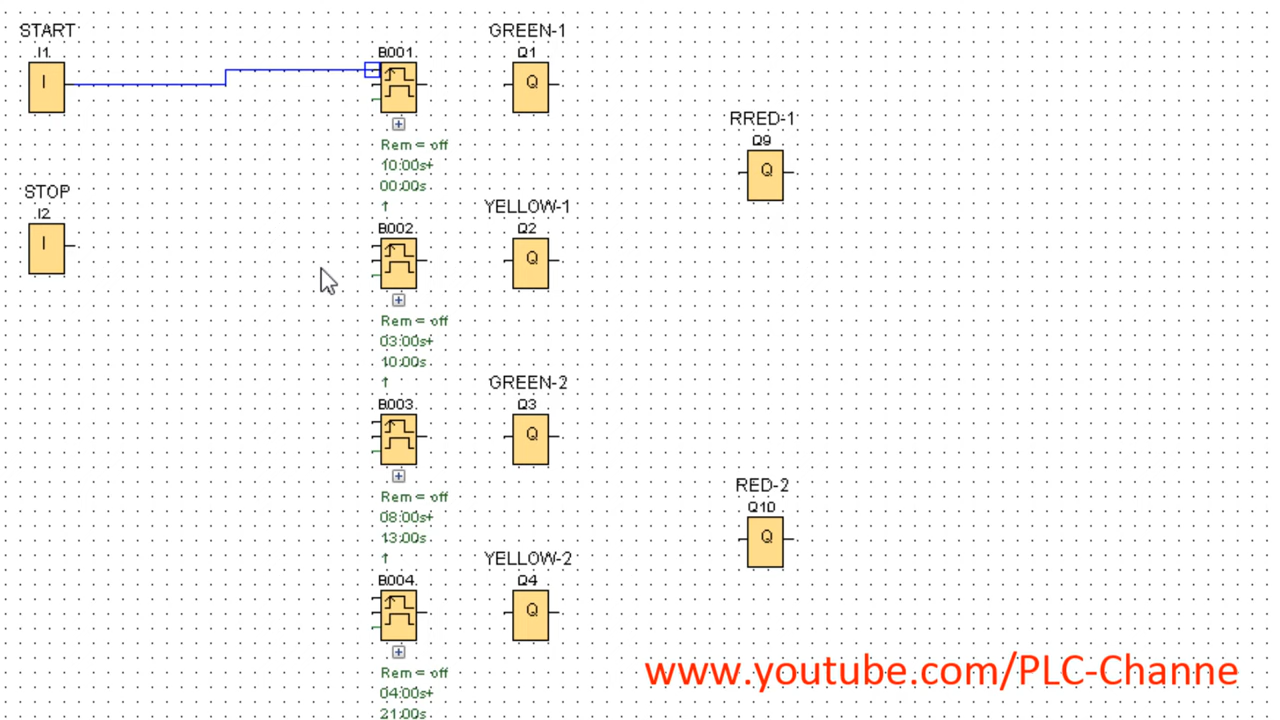 START
I1
I
B001
Rem = off
10:00s+
00:00s
↑
GREEN-1
Q1
Q
RRED-1
Q9
Q
STOP
I2
I
B002
Rem = off
03:00s+
10:00s
↑
YELLOW-1
Q2
Q
B003
Rem = off
08:00s+
13:00s
↑
GREEN-2
Q3
Q
RED-2
Q10
Q
B004
Rem = off
04:00s+
21:00s
YELLOW-2
Q4
Q
www.youtube.com/PLC-Channe